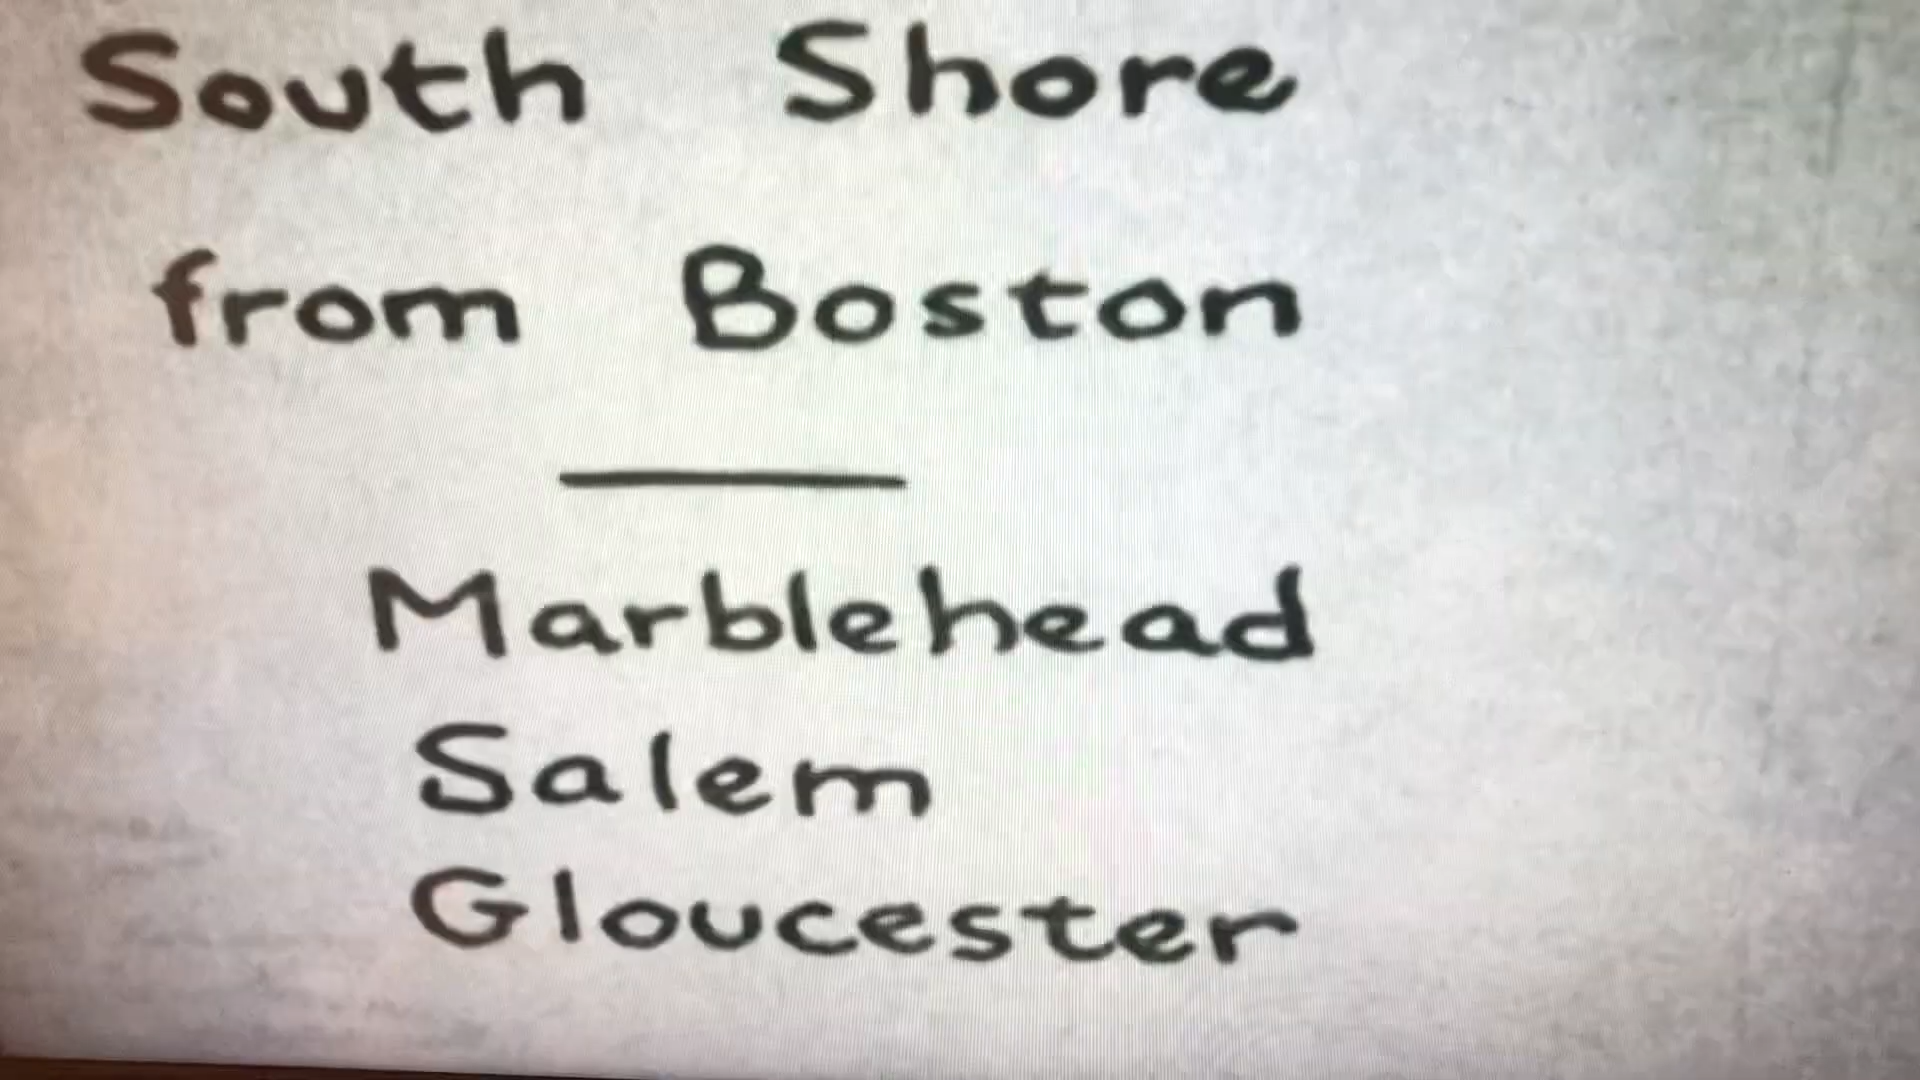 South Shore
from Boston
Marblehead
Salem
Gloucester